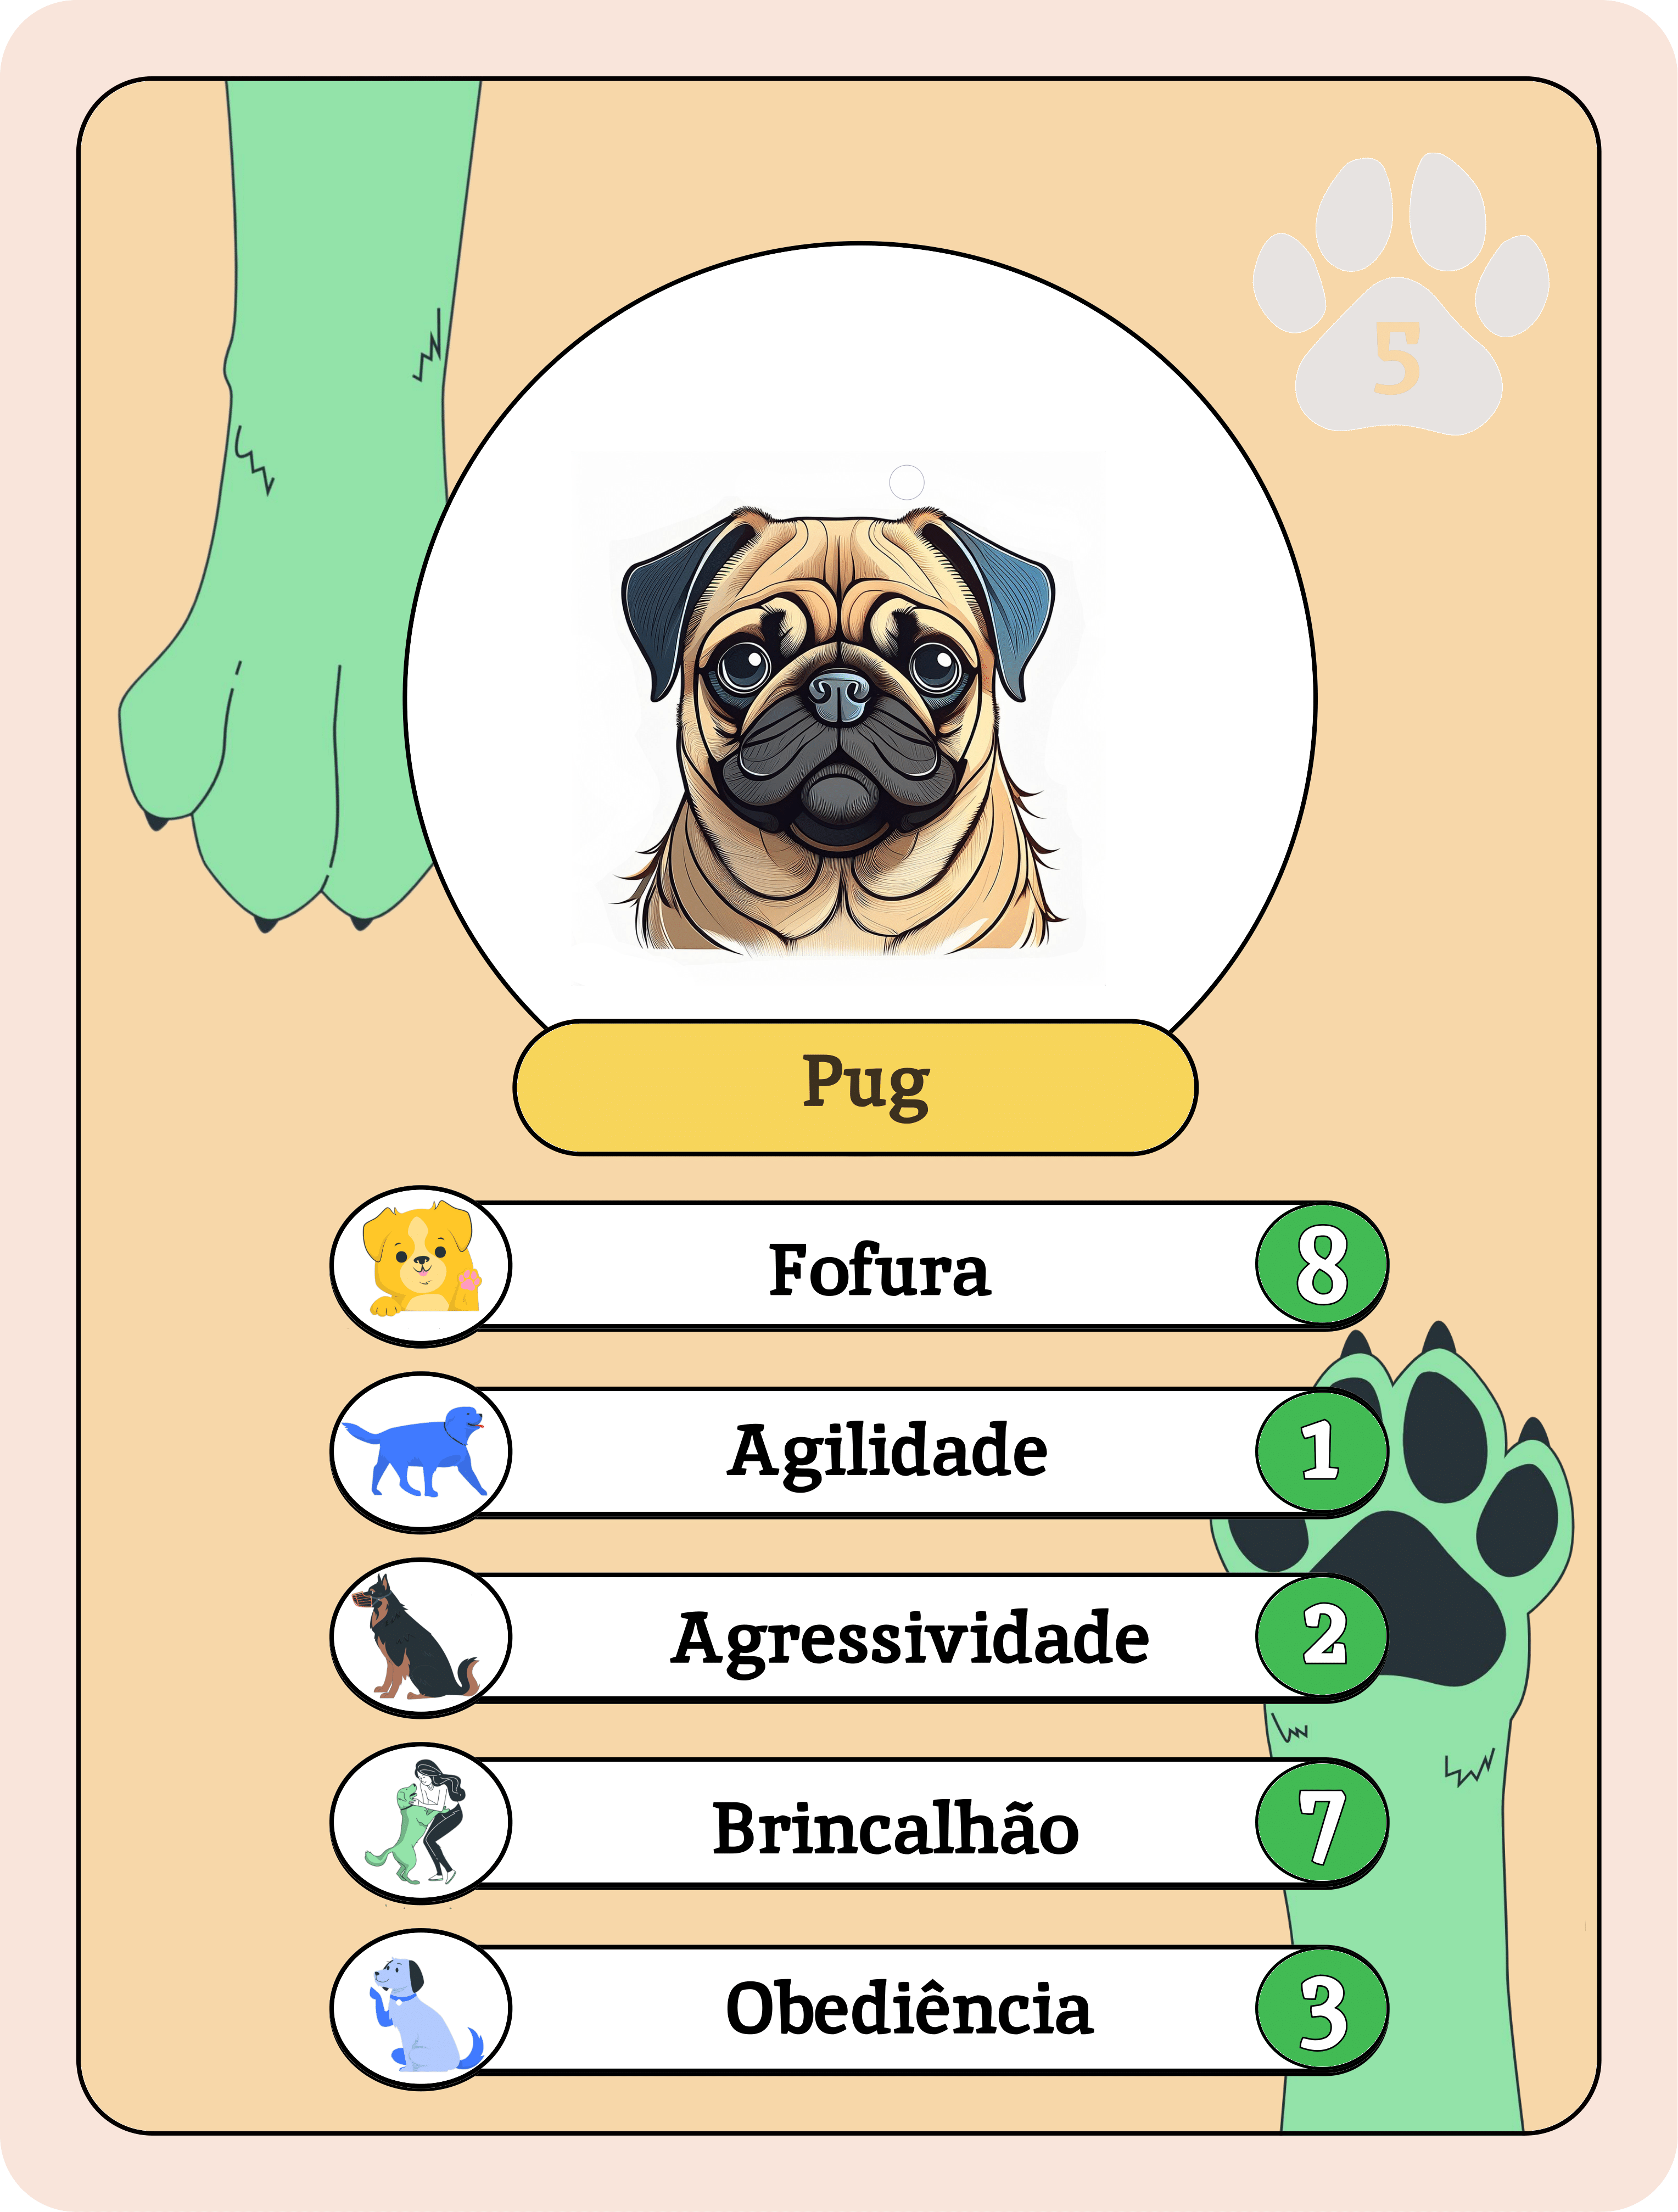 5
Pug
Fofura 8
Agilidade 1
Agressividade 2
Brincalhão 7
Obediência 3